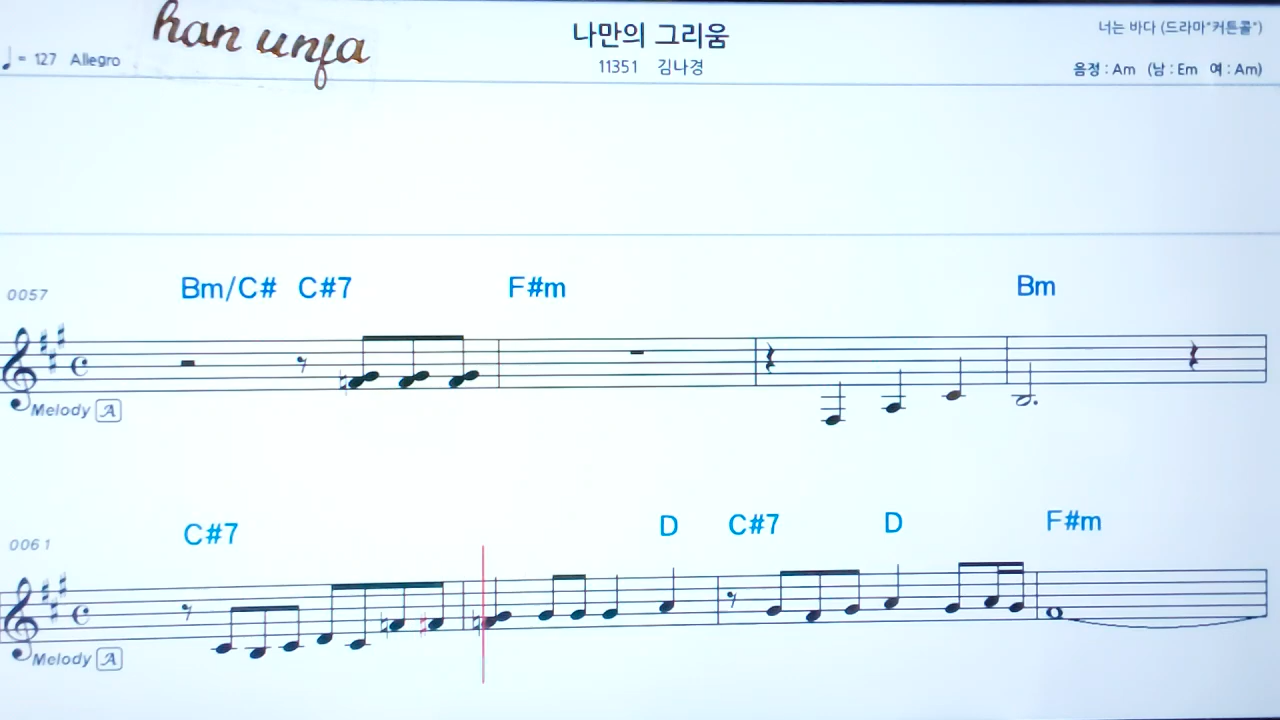 han unfa
나만의 그리움
너는 바다 (드라마"커튼콜")
♩= 127 Allegro
11351 김나경
음정 : Am (남 : Em 여 : Am)
0057 Bm/C# C#7 F#m Bm
Melody A
0061 C#7 D C#7 D F#m
Melody A